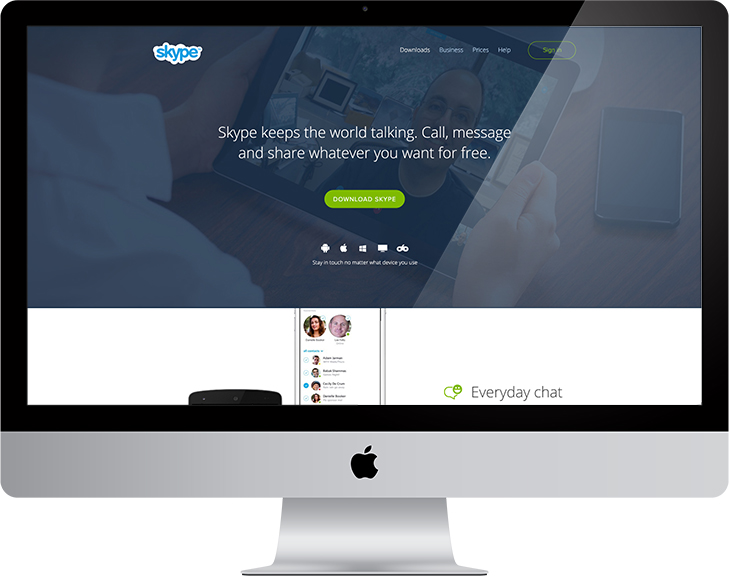 skype
Downloads Business Prices Help Sign in
Skype keeps the world talking. Call, message
and share whatever you want for free.
DOWNLOAD SKYPE
Stay in touch no matter what device you use
Everyday chat